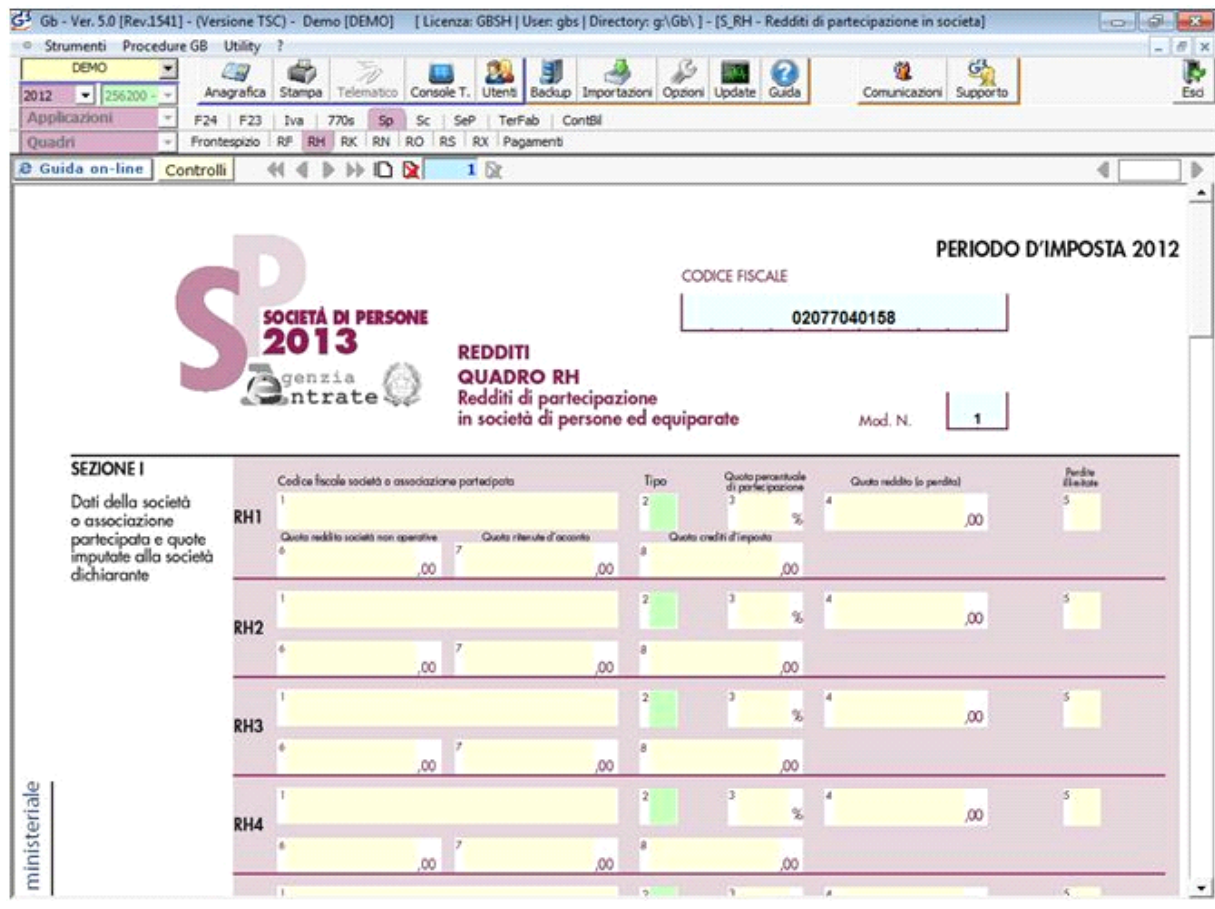 Gb - Ver. 5.0 [Rev.1541] - (Versione TSC) - Demo [DEMO] [ Licenza: GBSH | User: gbs | Directory: g:\Gb\ ] - [S_RH - Redditi di partecipazione in societa]
Strumenti Procedure GB Utility ?
DEMO
2012 256200 -
Anagrafica Stampa Telematico Console T. Utenti Backup Importazioni Opzioni Update Guida Comunicazioni Supporto Esci
Applicazioni F24 F23 Iva 770s Sp Sc SeP TerFab ContBil
Quadri Frontespizio RF RH RK RN RO RS RX Pagamenti
Guida on-line Controlli 1
PERIODO D'IMPOSTA 2012
CODICE FISCALE
02077040158
SP
SOCIETÀ DI PERSONE
2013
Agenzia
Entrate
REDDITI
QUADRO RH
Redditi di partecipazione
in società di persone ed equiparate
Mod. N. 1
SEZIONE I
Dati della società
o associazione
partecipata e quote
imputate alla società
dichiarante
Codice fiscale società o associazione partecipata Tipo Quota percentuale di partecipazione Quota reddito (o perdita) Perdite illimitate
RH1 1 2 3 % 4 ,00 5
Quota reddito società non operative Quota ritenute d'acconto Quota crediti d'imposta
6 ,00 7 ,00 8 ,00
RH2 1 2 3 % 4 ,00 5
6 ,00 7 ,00 8 ,00
RH3 1 2 3 % 4 ,00 5
6 ,00 7 ,00 8 ,00
RH4 1 2 3 % 4 ,00 5
6 ,00 7 ,00 8 ,00
1 2 3 4 5
ministeriale